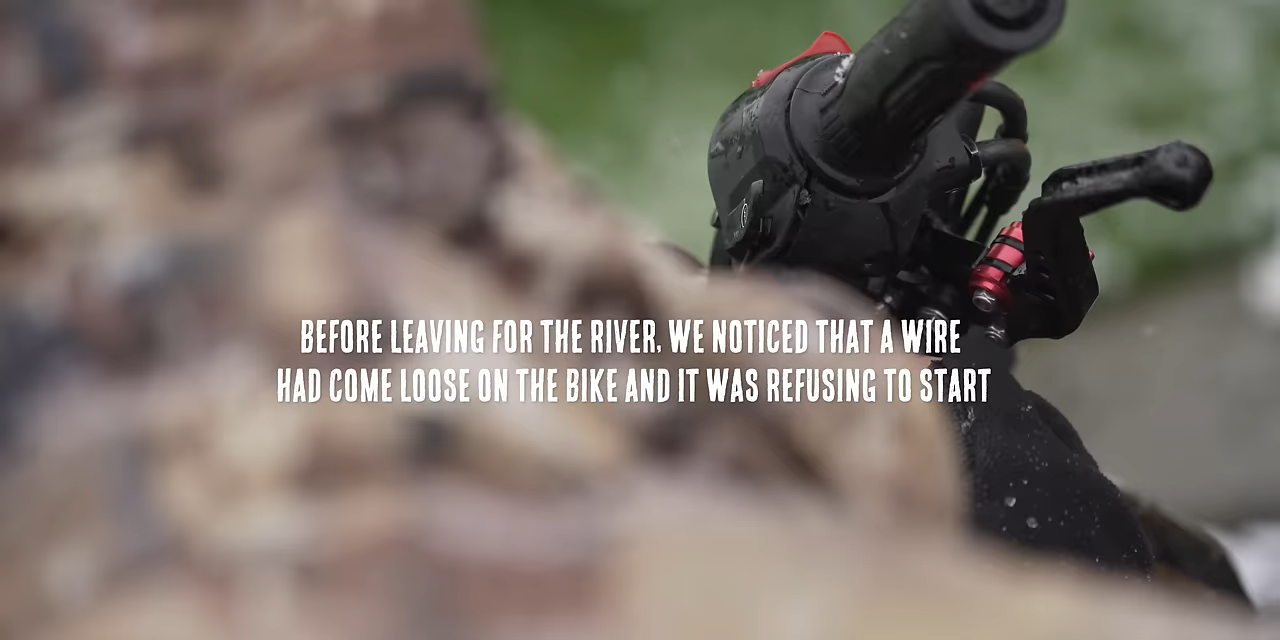 BEFORE LEAVING FOR THE RIVER, WE NOTICED THAT A WIRE
HAD COME LOOSE ON THE BIKE AND IT WAS REFUSING TO START